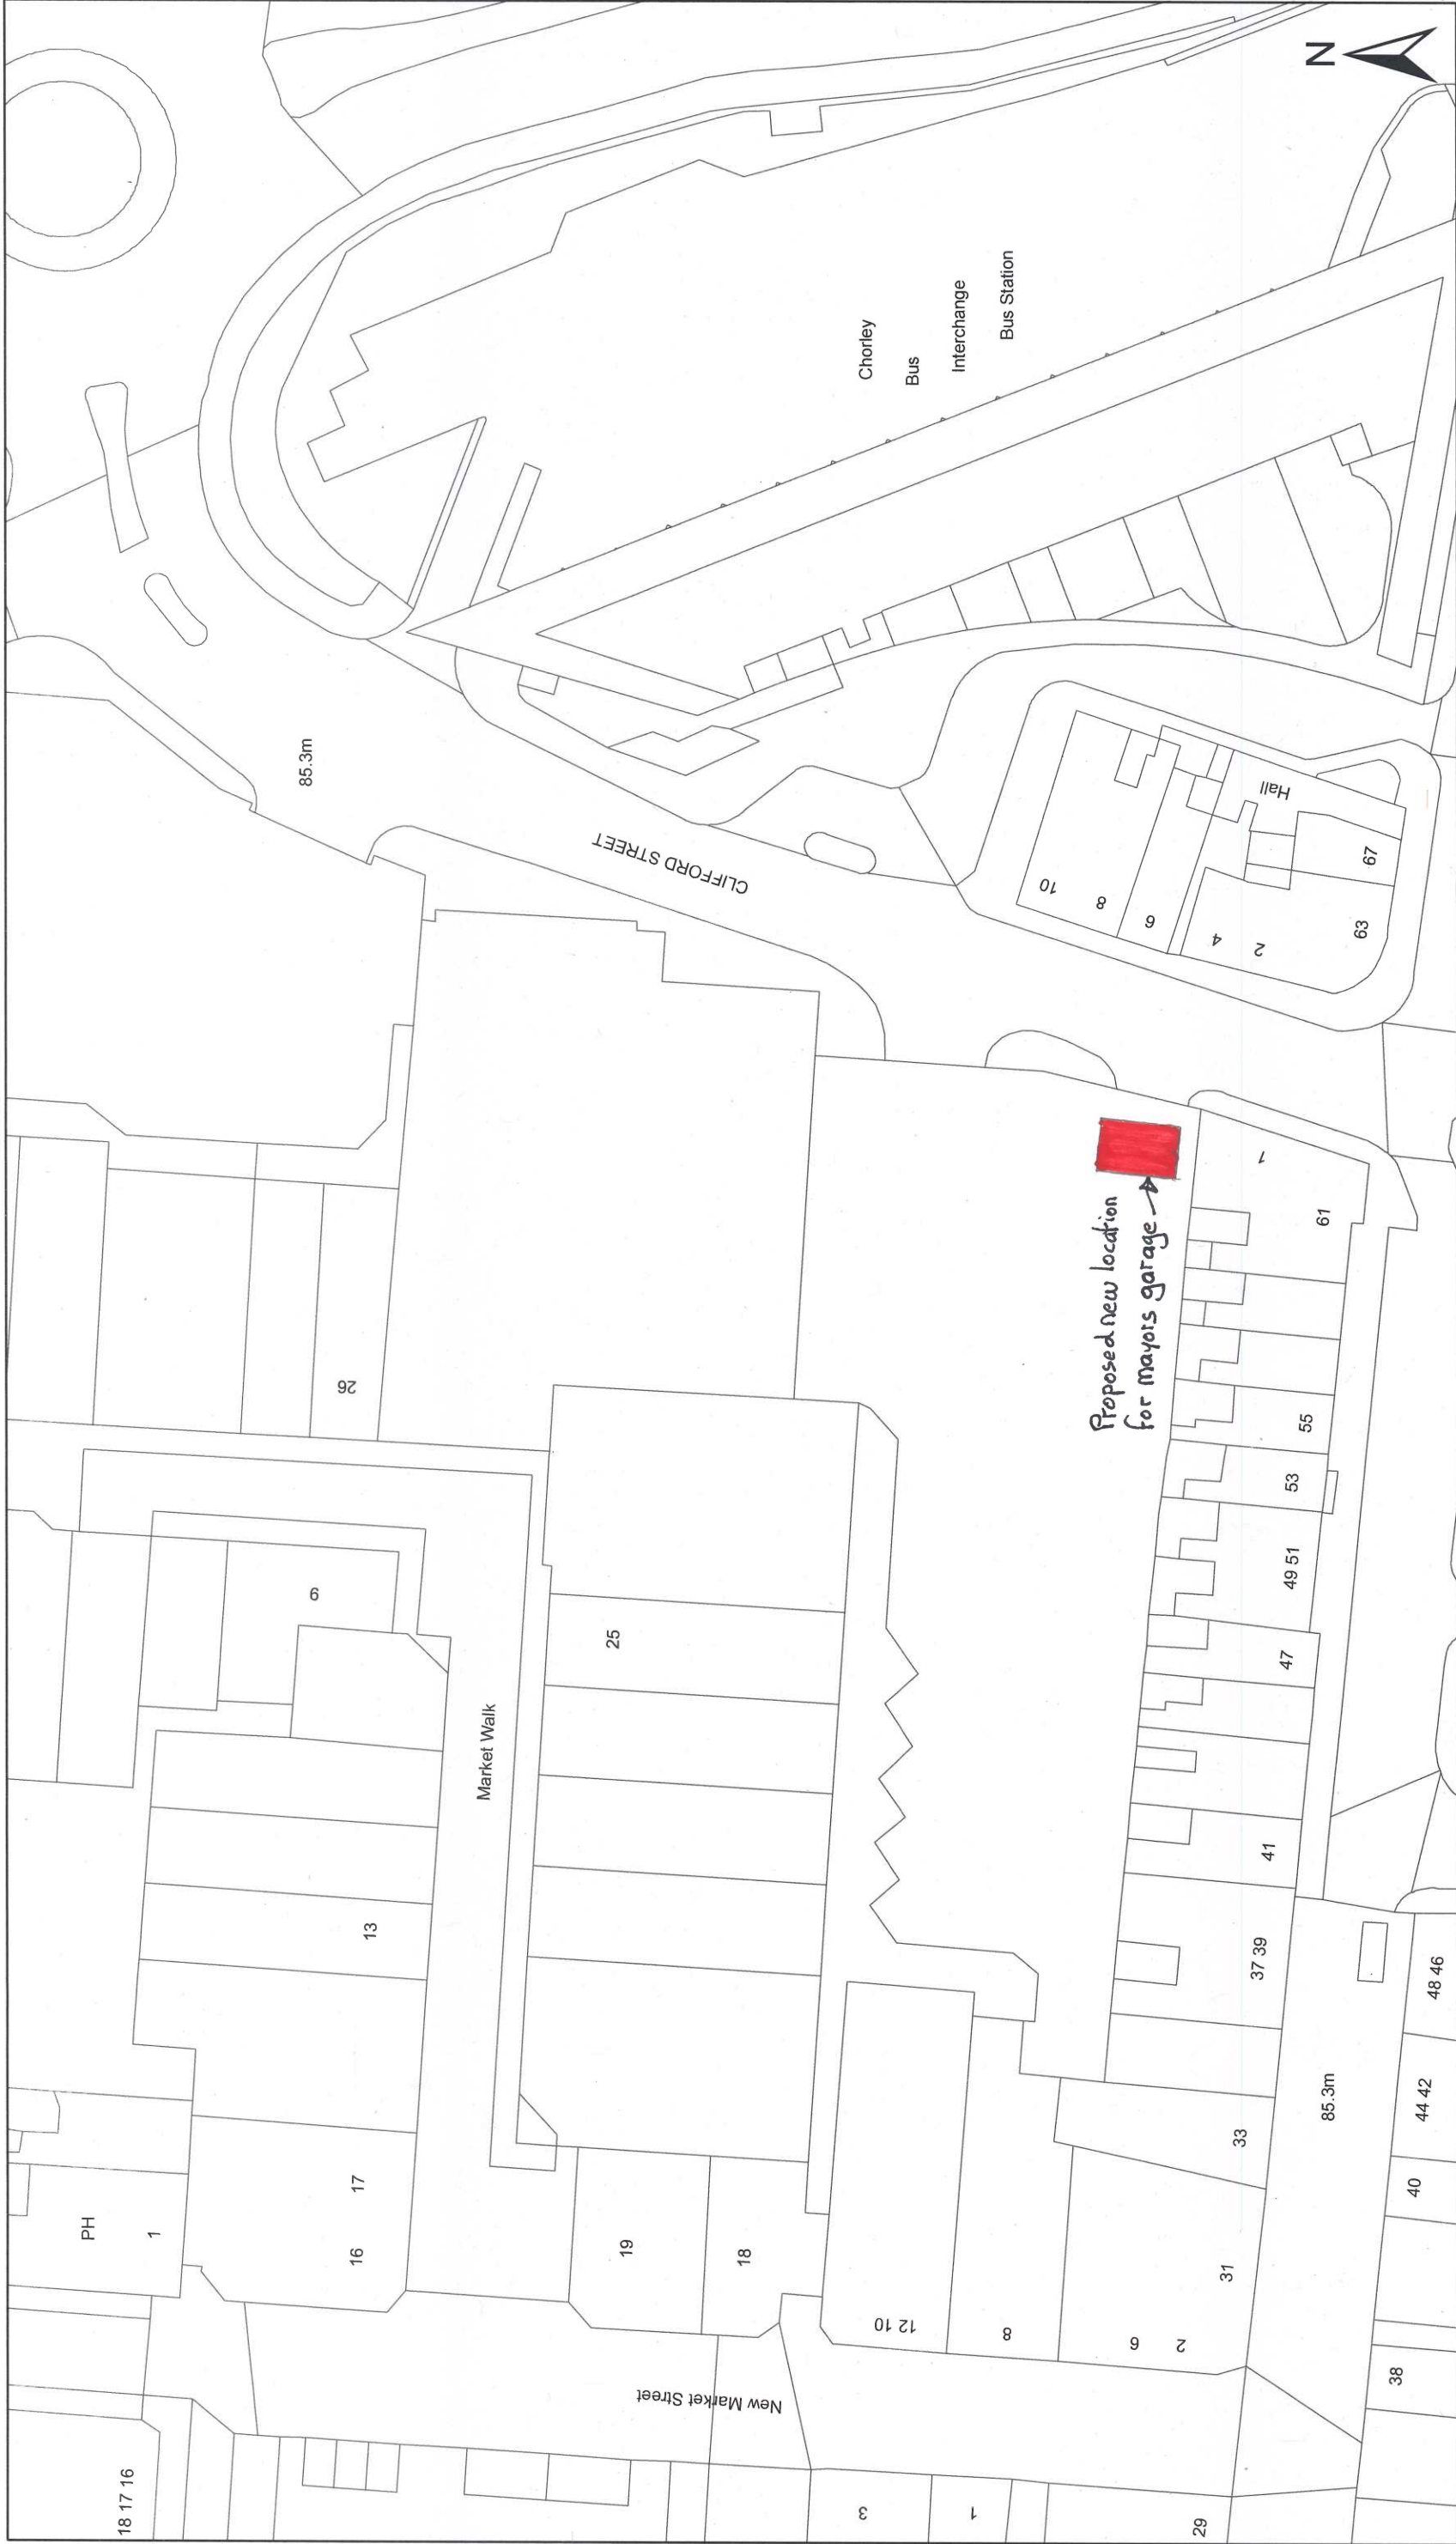 N
PH
1
18 17 16
17
16
13
9
26
85.3m
Market Walk
25
19
18
CLIFFORD STREET
New Market Street
Chorley
Bus
Interchange
Bus Station
12 10
8
6
2
3
1
29
10
8
6
4
2
Hall
63
67
Proposed new location
for mayors garage
1
61
55
53
49 51
47
41
37 39
33
31
85.3m
38
40
44 42
48 46